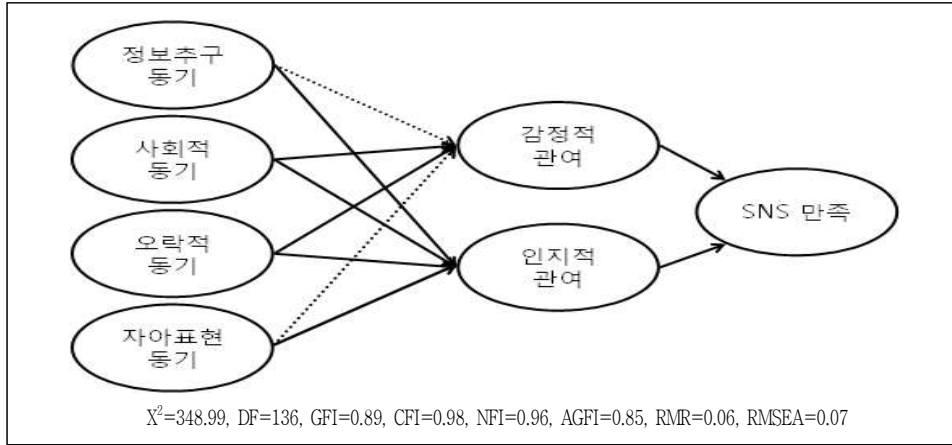 정보추구
동기
사회적
동기
오락적
동기
자아표현
동기
감정적
관여
인지적
관여
SNS 만족
X²=348.99, DF=136, GFI=0.89, CFI=0.98, NFI=0.96, AGFI=0.85, RMR=0.06, RMSEA=0.07